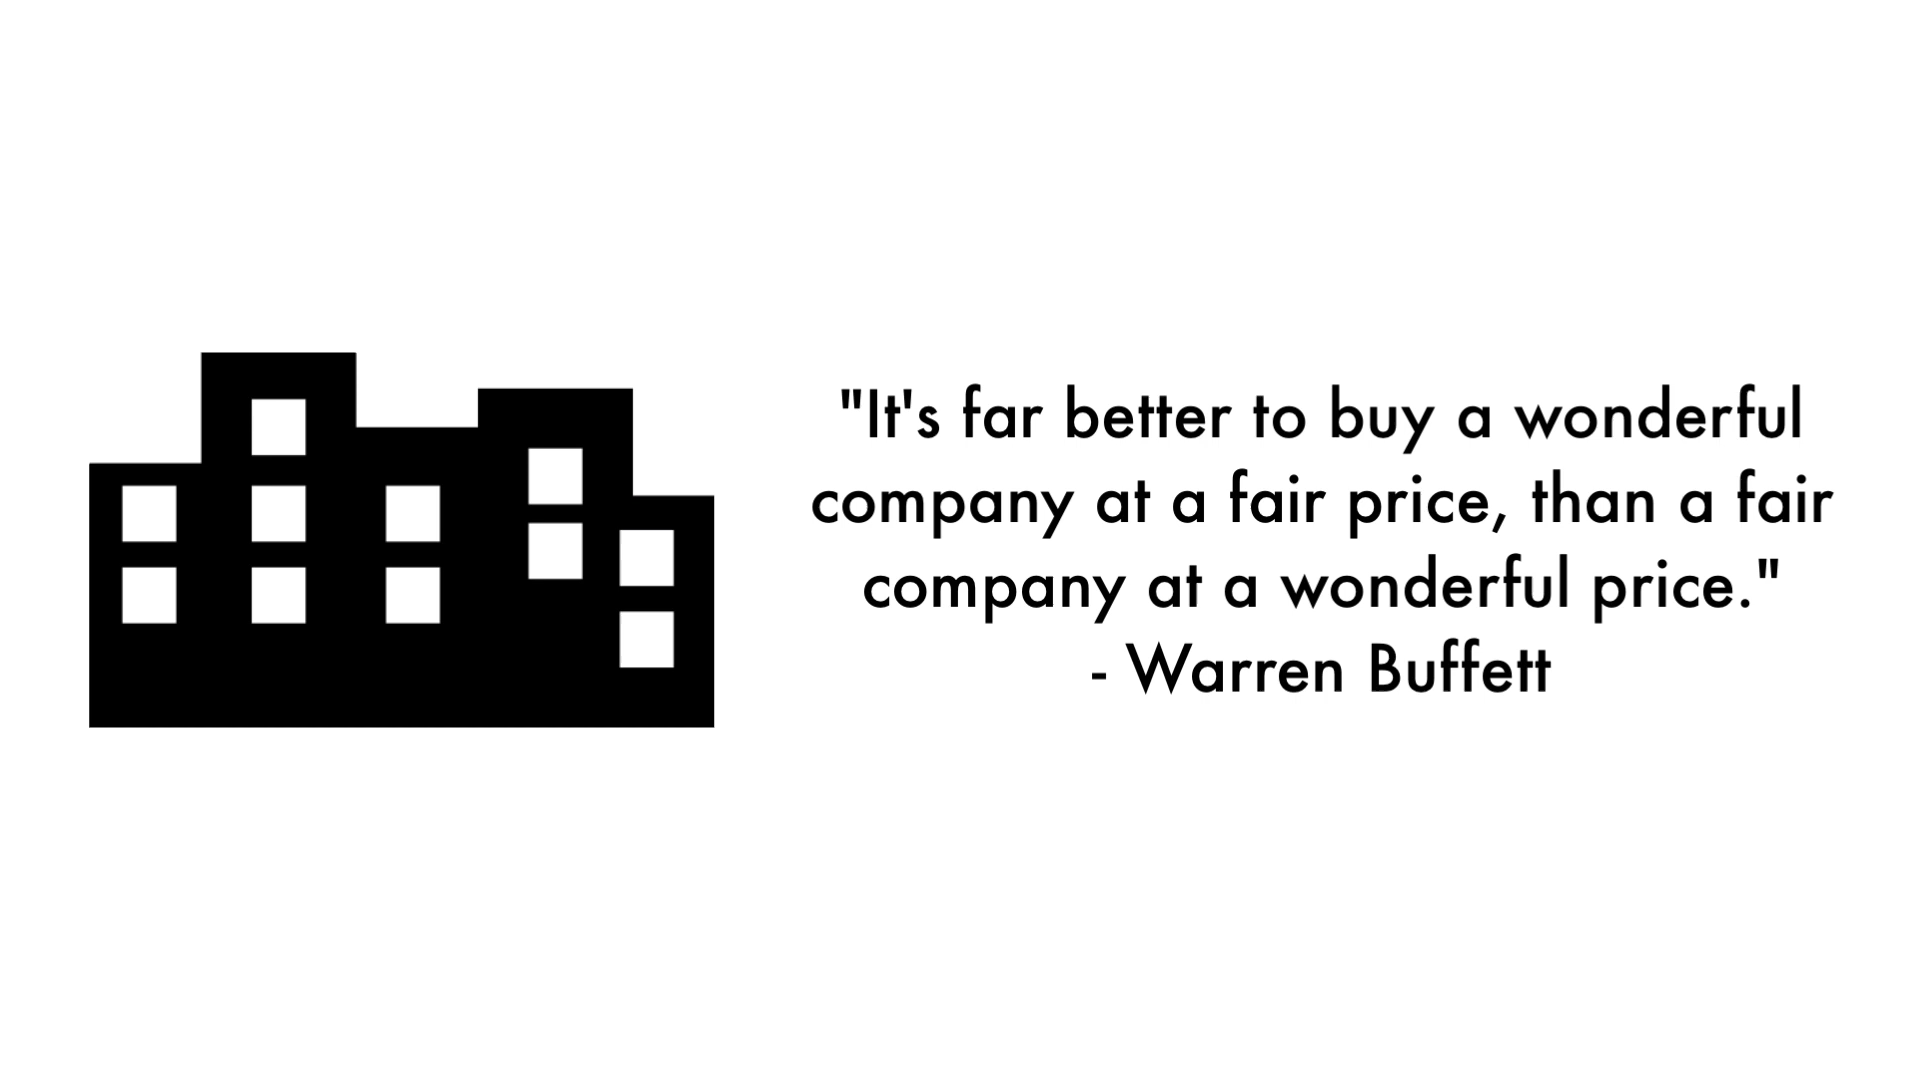 "It's far better to buy a wonderful
company at a fair price, than a fair
company at a wonderful price."
- Warren Buffett